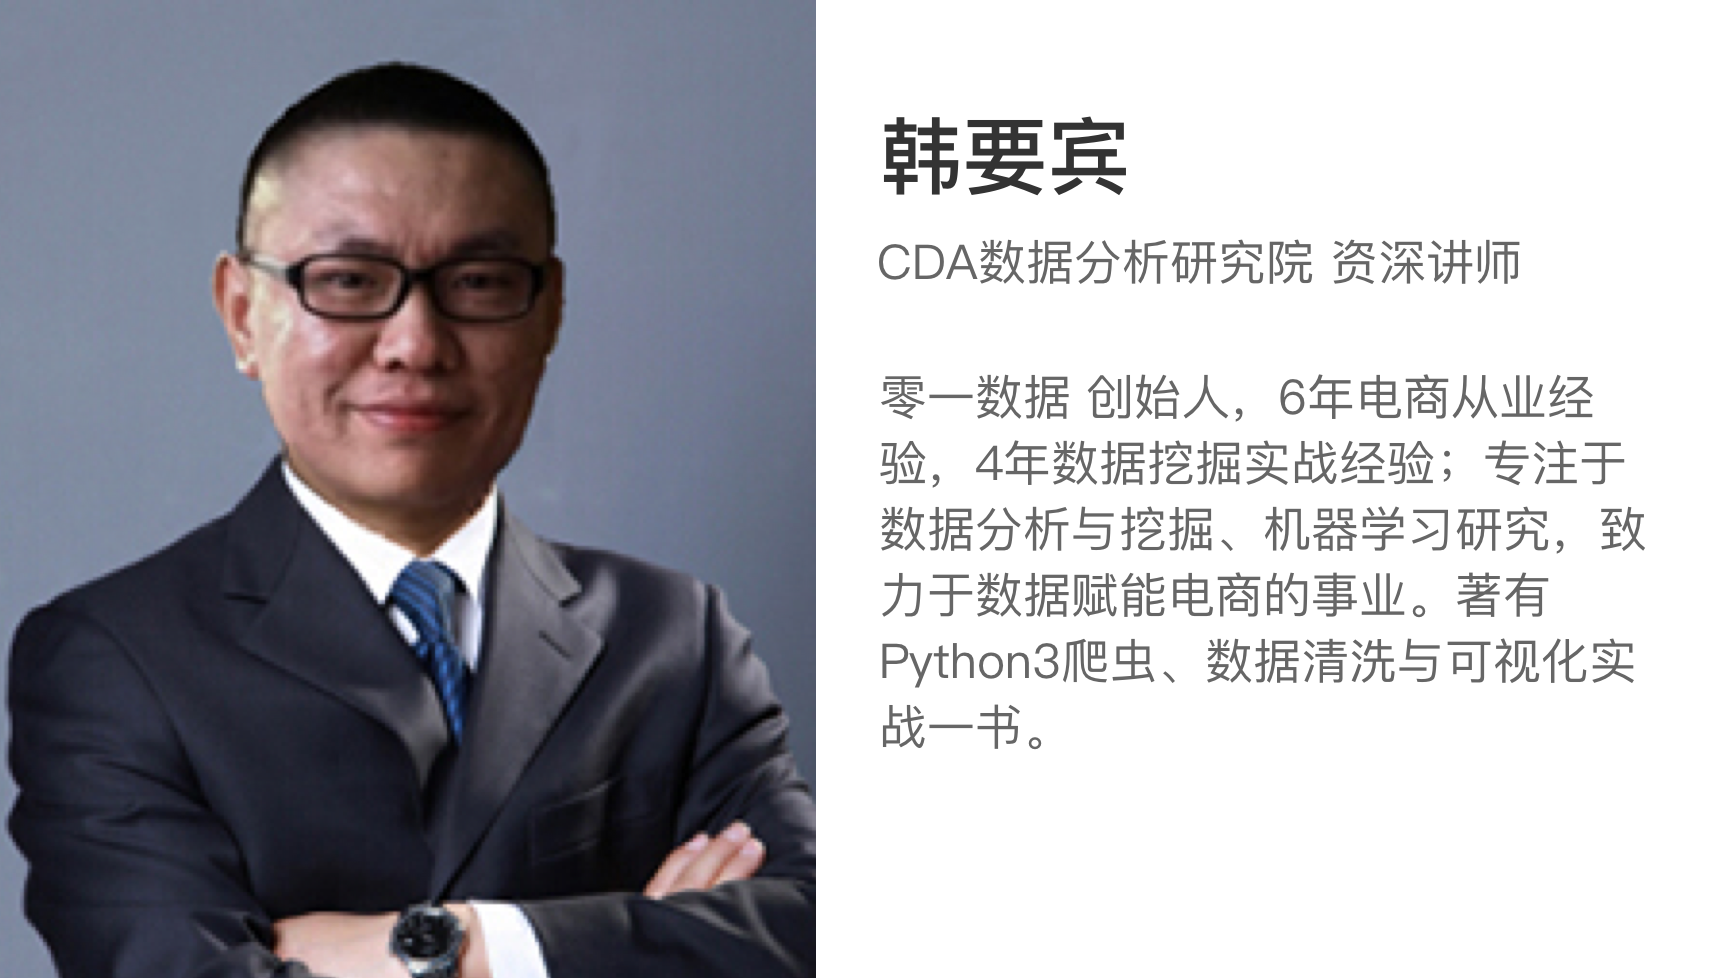 韩要宾
CDA数据分析研究院 资深讲师
零一数据 创始人，6年电商从业经
验，4年数据挖掘实战经验；专注于
数据分析与挖掘、机器学习研究，致
力于数据赋能电商的事业。著有
Python3爬虫、数据清洗与可视化实
战一书。